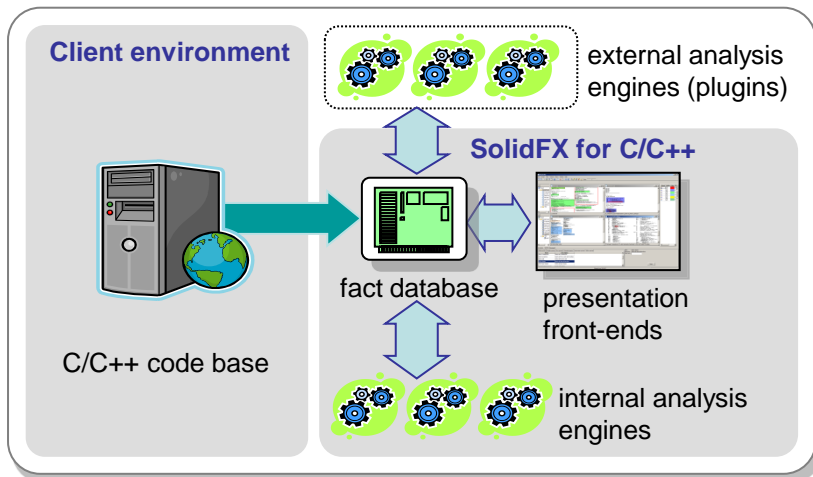 Client environment
external analysis
engines (plugins)
SolidFX for C/C++
fact database
presentation
front-ends
C/C++ code base
internal analysis
engines